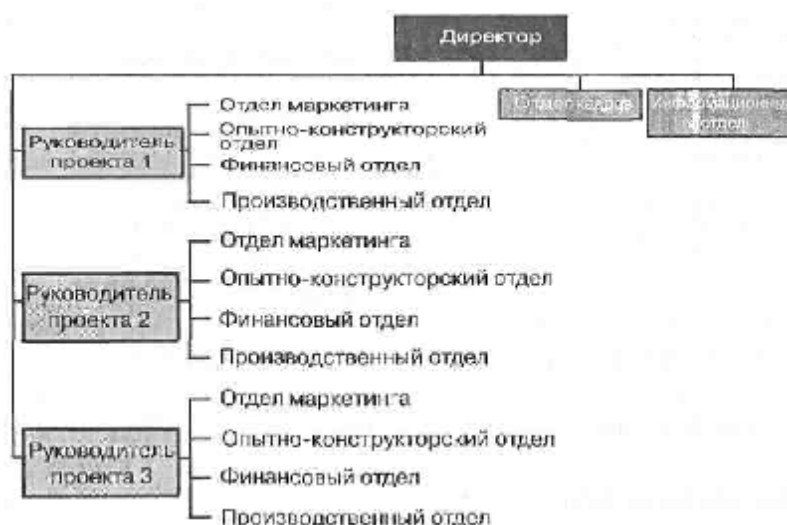 Директор
Отдел кадров
Информационный
отдел
Руководитель
проекта 1
Отдел маркетинга
Опытно-конструкторский
отдел
Финансовый отдел
Производственный отдел
Руководитель
проекта 2
Отдел маркетинга
Опытно-конструкторский отдел
Финансовый отдел
Производственный отдел
Руководитель
проекта 3
Отдел маркетинга
Опытно-конструкторский отдел
Финансовый отдел
Производственный отдел